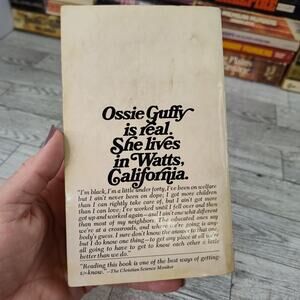 Ossie Guffy
is real.
She lives
in Watts,
California.
"I'm black, I'm a little under forty, I've been on welfare
but I ain't never been on dope; I got more children
than I can rightly take care of, but I ain't got more
than I can love; I've worked until I fell over and then
got up and worked again—and I ain't one whit different
than most of my neighbors. The educated ones say
we're at a crossroads, and where we're going is any-
body's guess. I sure don't know the answer to that one,
but I do know one thing—to get any place at all we're
all going to have to get to know each other a little
better than we do."
"Reading this book is one of the best ways of getting-
to-know." —The Christian Science Monitor